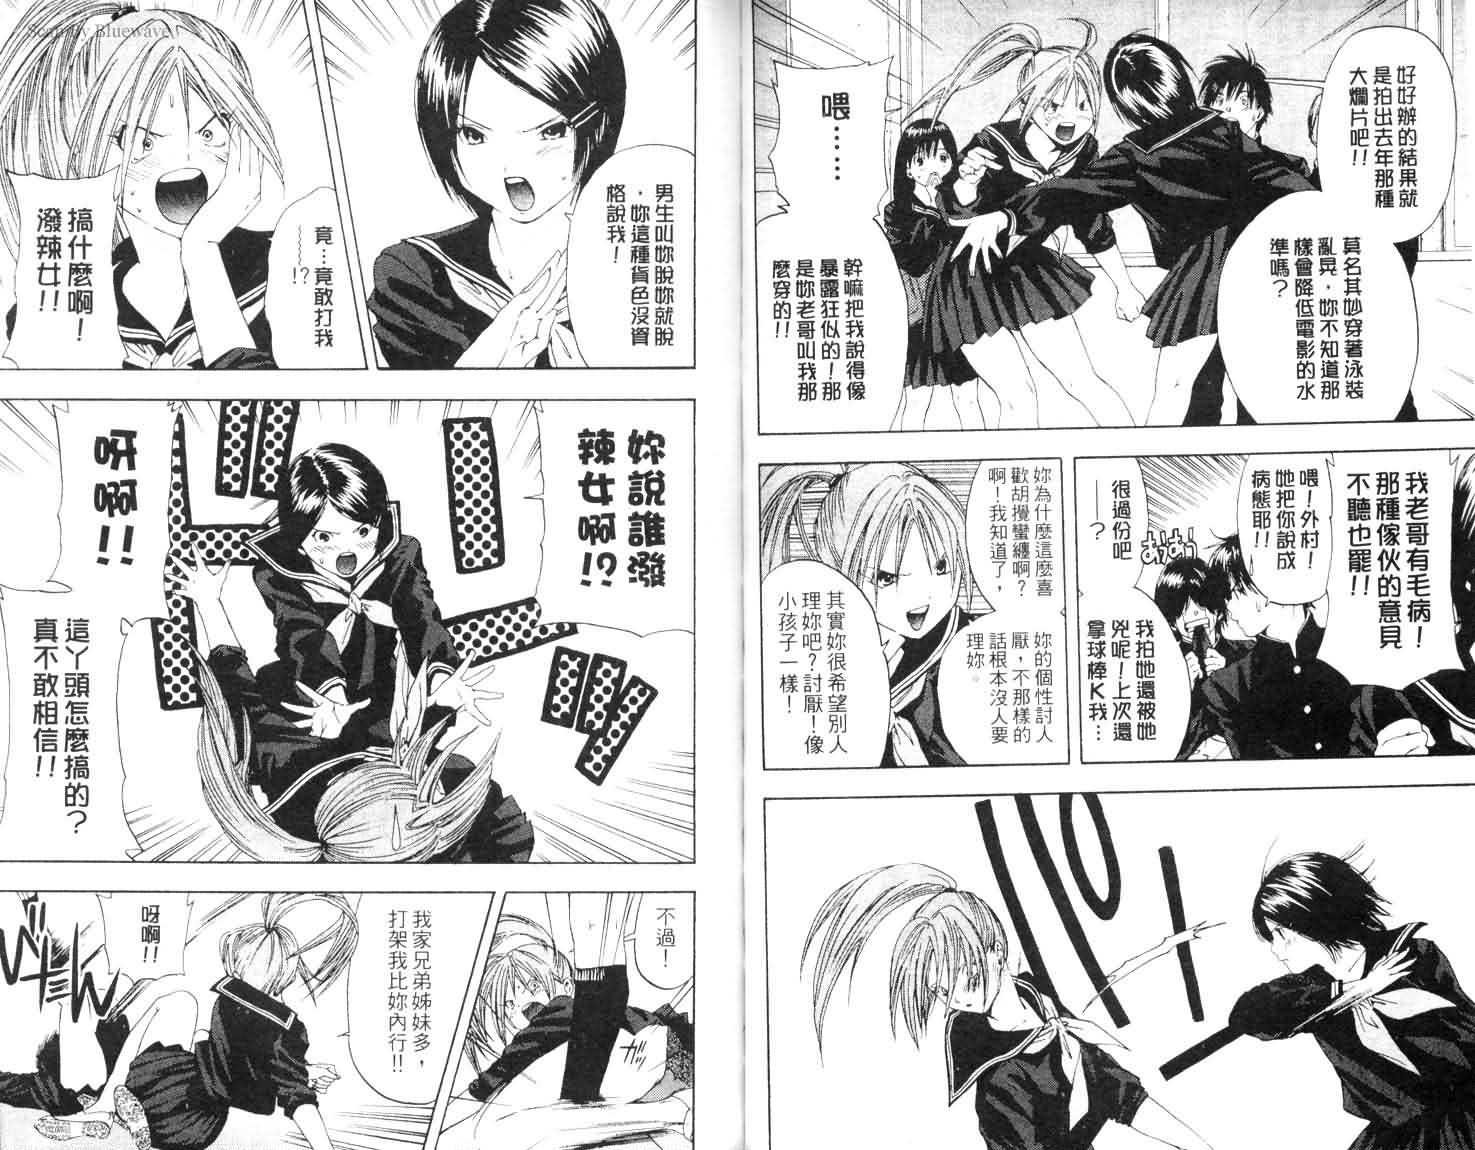 好好辦的結果就
是拍出去年那種
大爛片吧!!
莫名其妙穿著泳裝
亂晃，妳不知道那
樣會降低電影的水
準嗎？
喂……
幹嘛把我說得像
暴露狂似的！那
是妳老哥叫我那
麼穿的!!
我老哥有毛病！
那種傢伙的意見
不聽也罷!!
喂！外村！
她把你說成
病態耶!!
很過份吧
——？
我拍她還被她
兇呢！上次還
拿球棒K我…
妳為什麼這麼喜
歡胡攪蠻纏啊？
啊！我知道了，
妳的個性討人
厭，不那樣的
話根本沒人要
理妳。
其實妳很希望別人
理妳吧？討厭！像
小孩子一樣！
パン
男生叫妳脫妳就脫
，妳這種貨色沒資
格說我！
竟…竟敢打我
——!?
搞什麼啊！
潑辣女!!
妳說誰潑
辣女啊!?
呀啊!!
這丫頭怎麼搞的？
真不敢相信!!
不過！
ガッ
我家兄弟姊妹多，
打架我比妳內行!!
呀啊!!
Scan by Bluewave